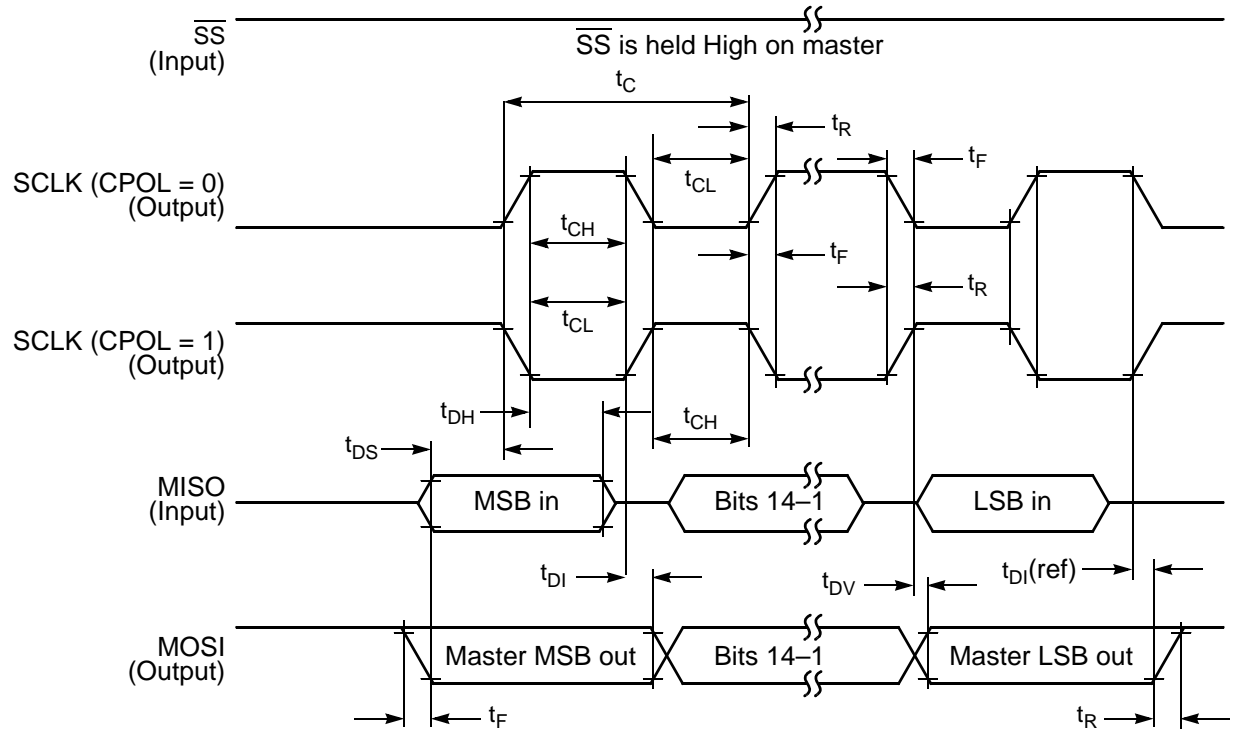 SS
(Input)
SS is held High on master
tC
tR
tF
SCLK (CPOL = 0)
(Output)
tCL
tCH
tF
tR
tCL
SCLK (CPOL = 1)
(Output)
tDH
tCH
tDS
MISO
(Input)
MSB in
Bits 14–1
LSB in
tDI
tDV
tDI(ref)
MOSI
(Output)
Master MSB out
Bits 14–1
Master LSB out
tF
tR